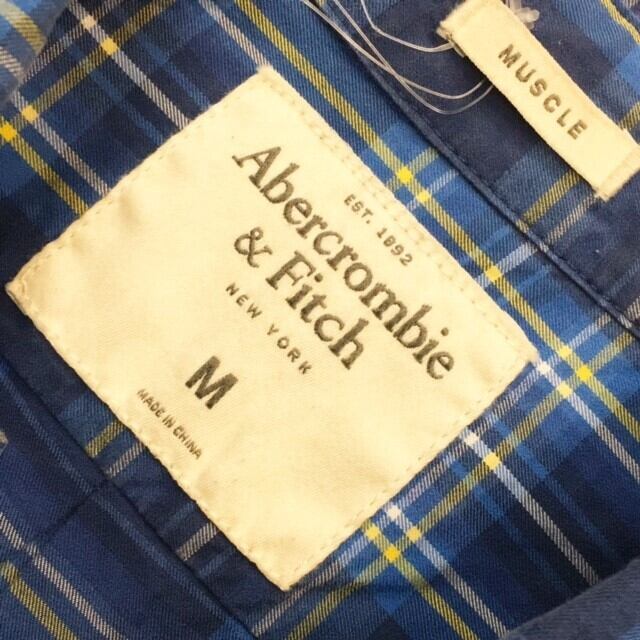 MUSCLE
EST. 1892
Abercrombie
& Fitch
NEW YORK
M
MADE IN CHINA